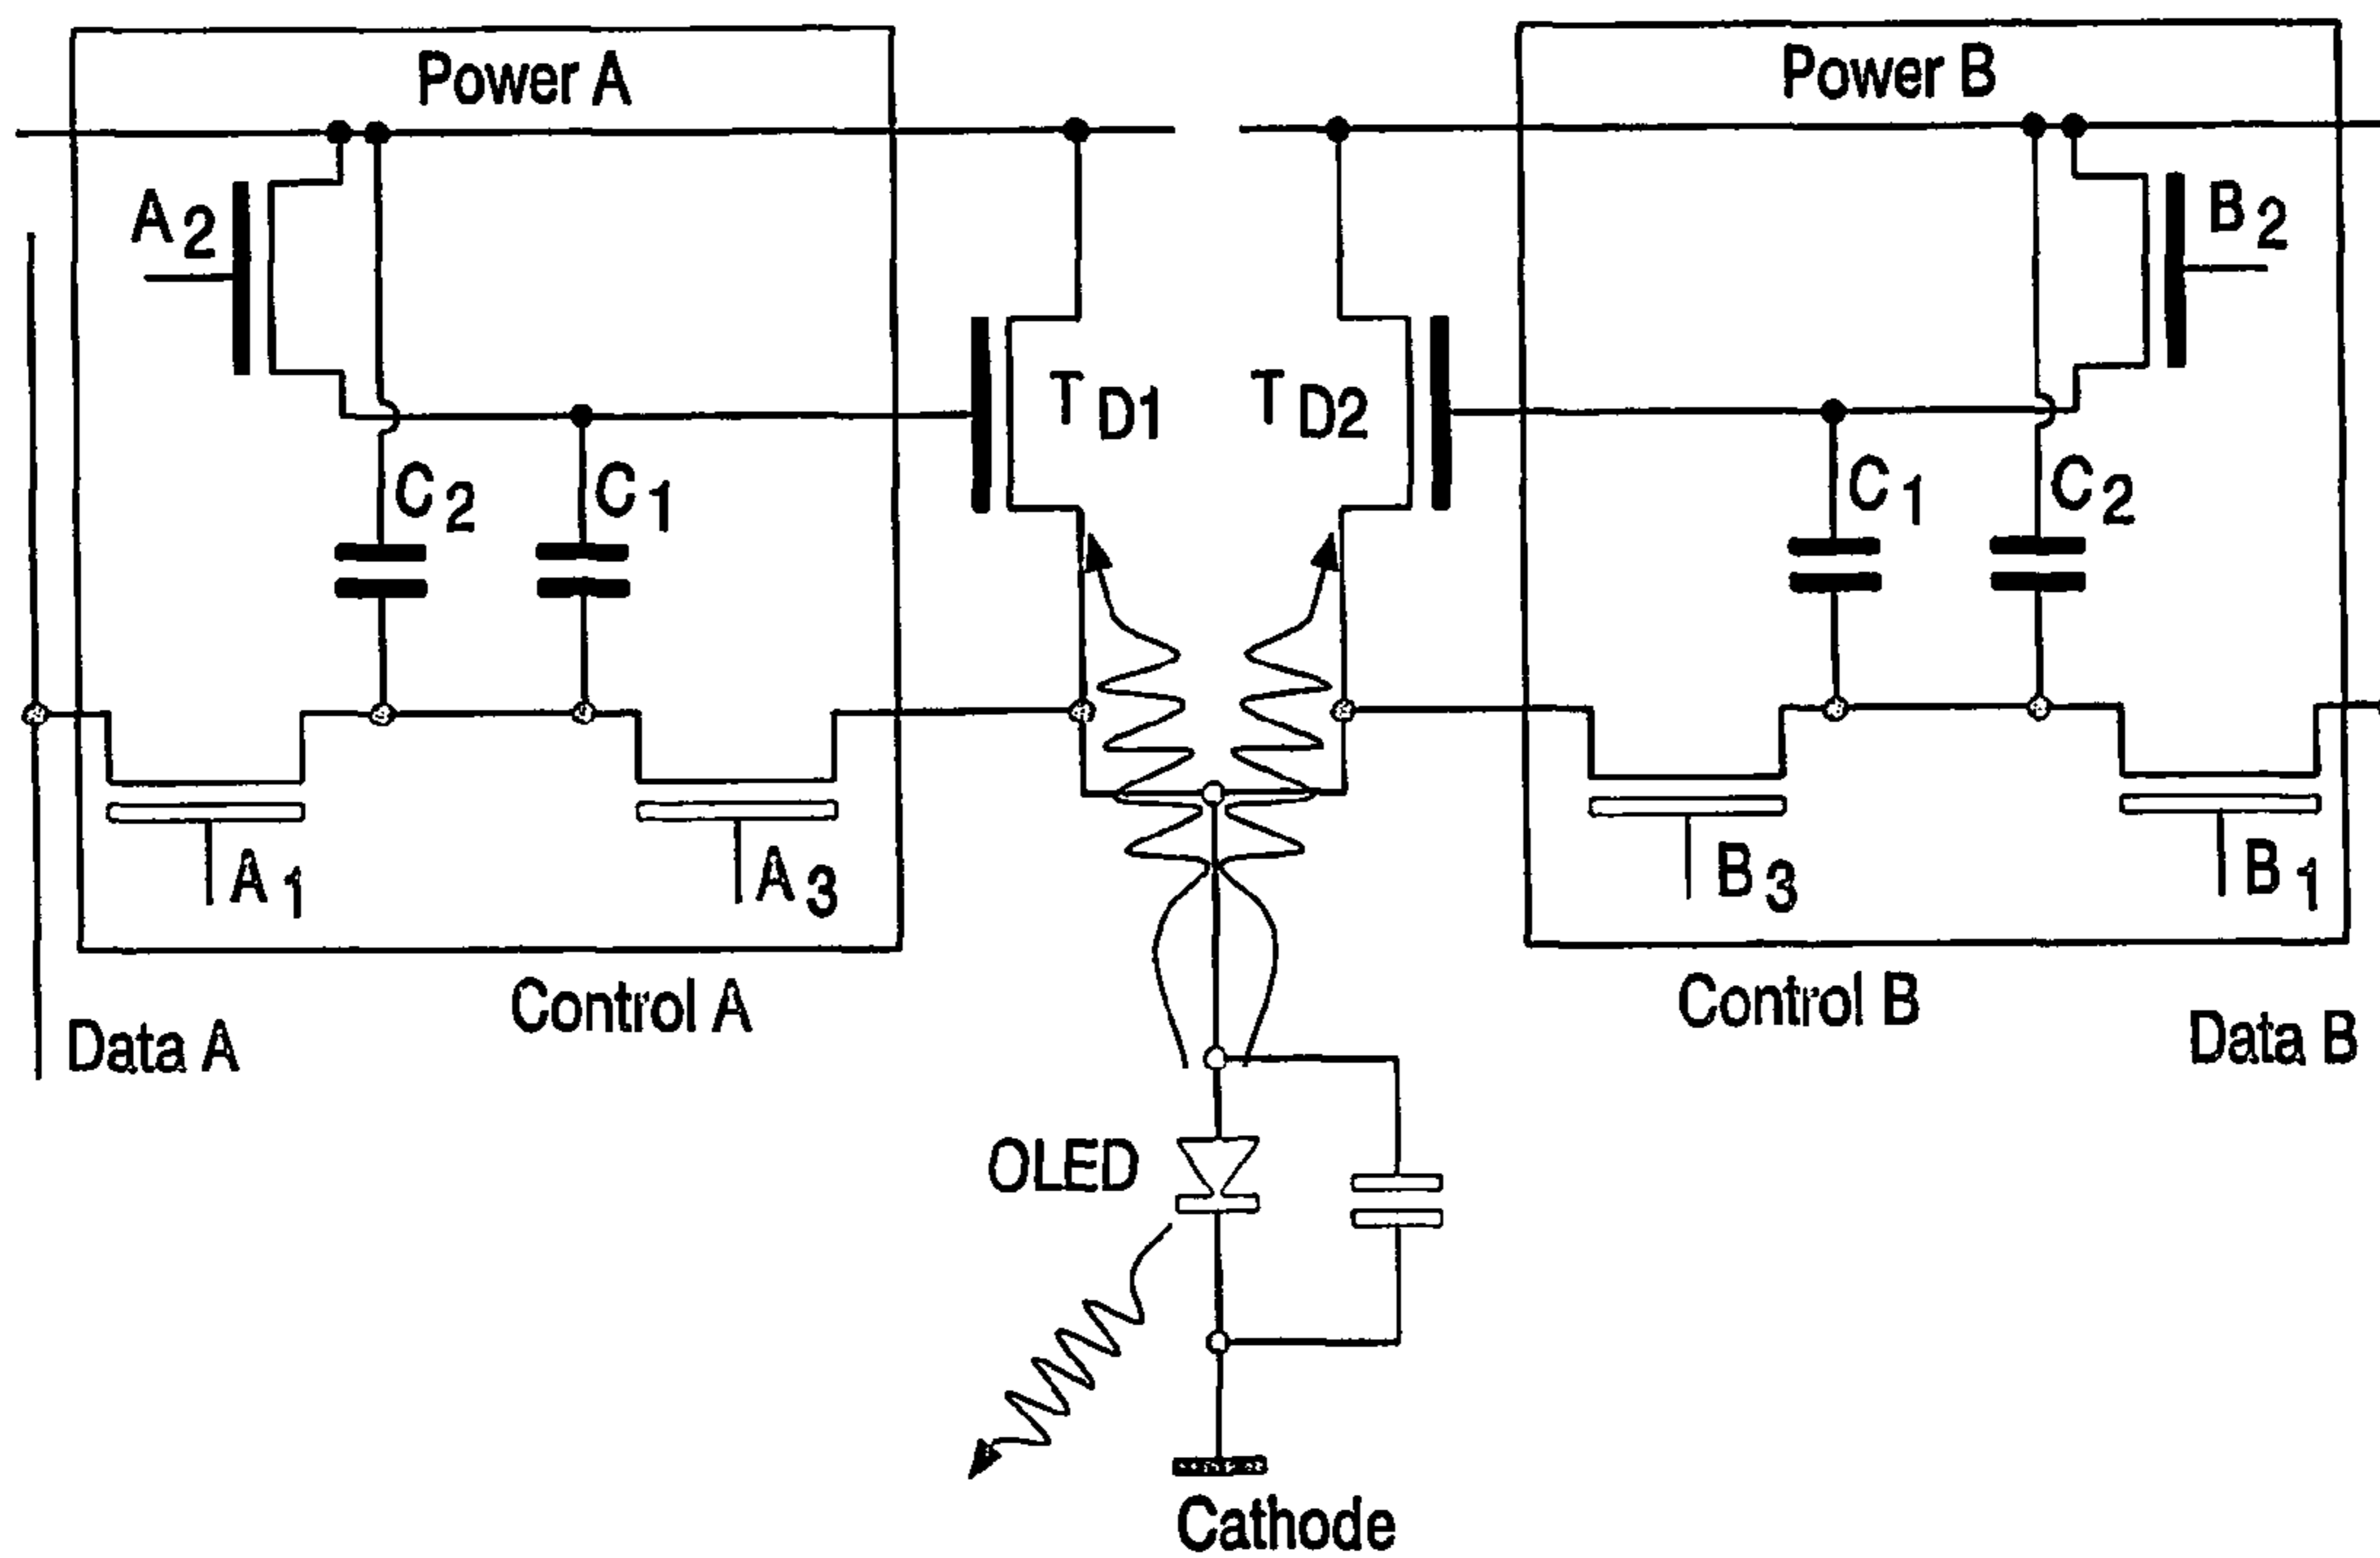 Power A
Power B
A2
B2
TD1
TD2
C2
C1
C1
C2
A1
A3
B3
B1
Control A
Control B
Data A
Data B
OLED
Cathode